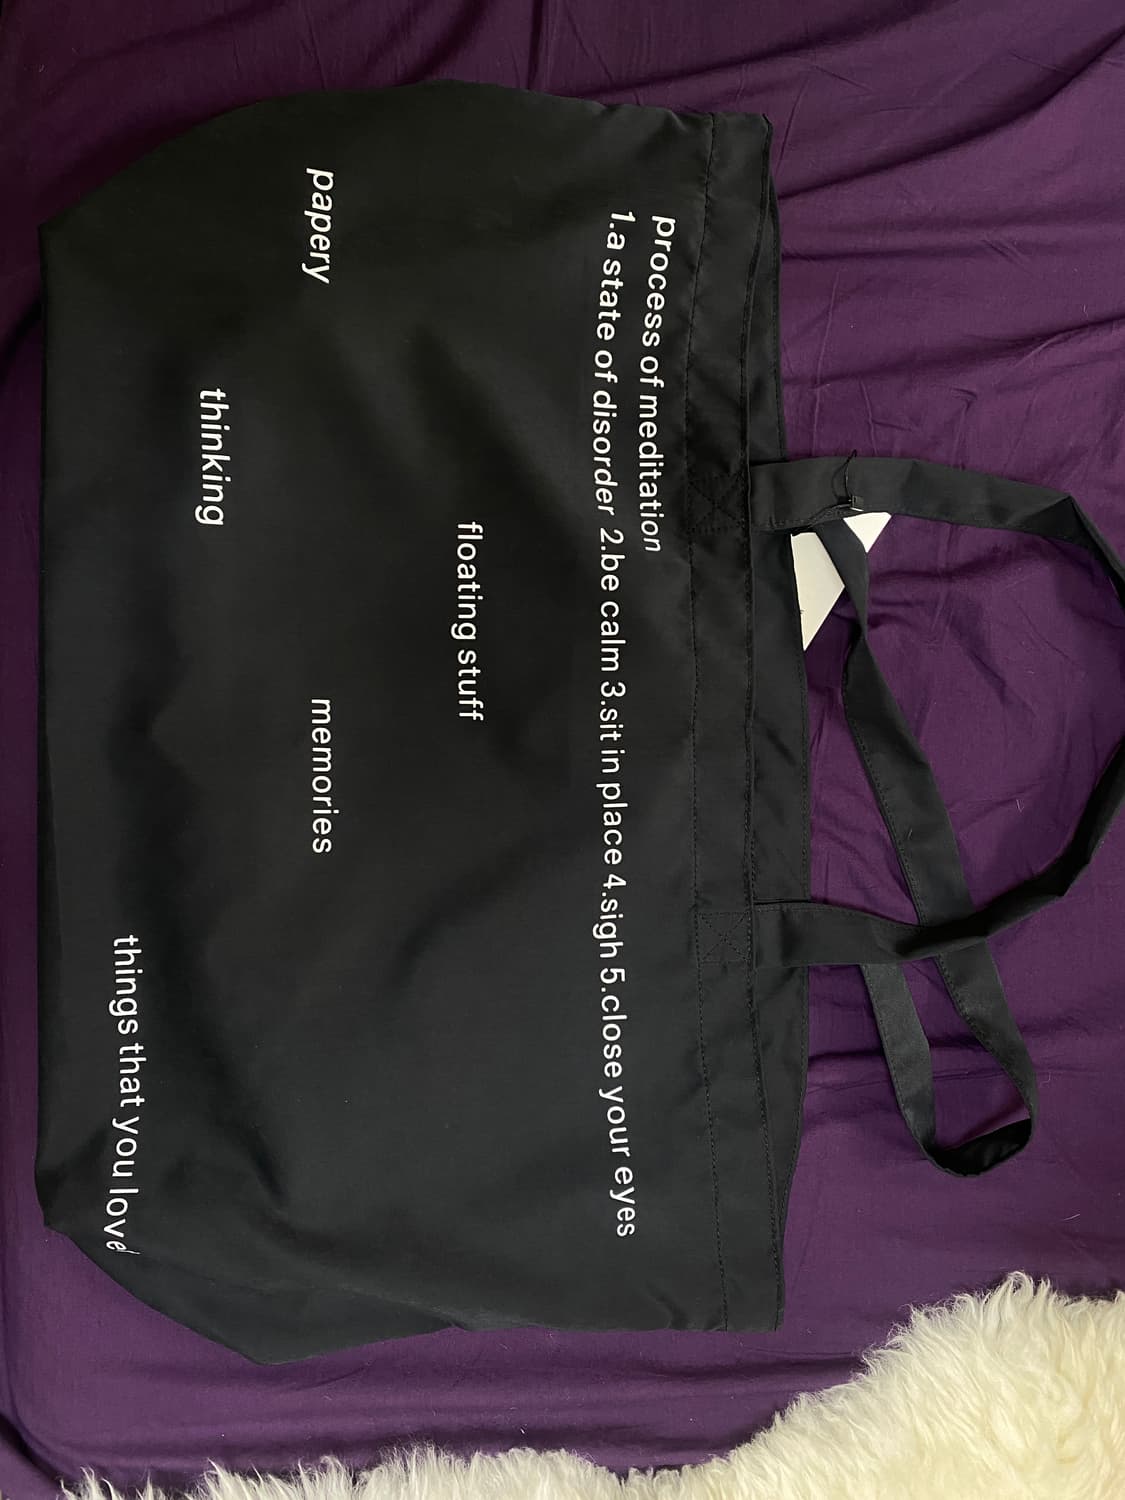 process of meditation
1.a state of disorder 2.be calm 3.sit in place 4.sigh 5.close your eyes
floating stuff
papery
memories
thinking
things that you love